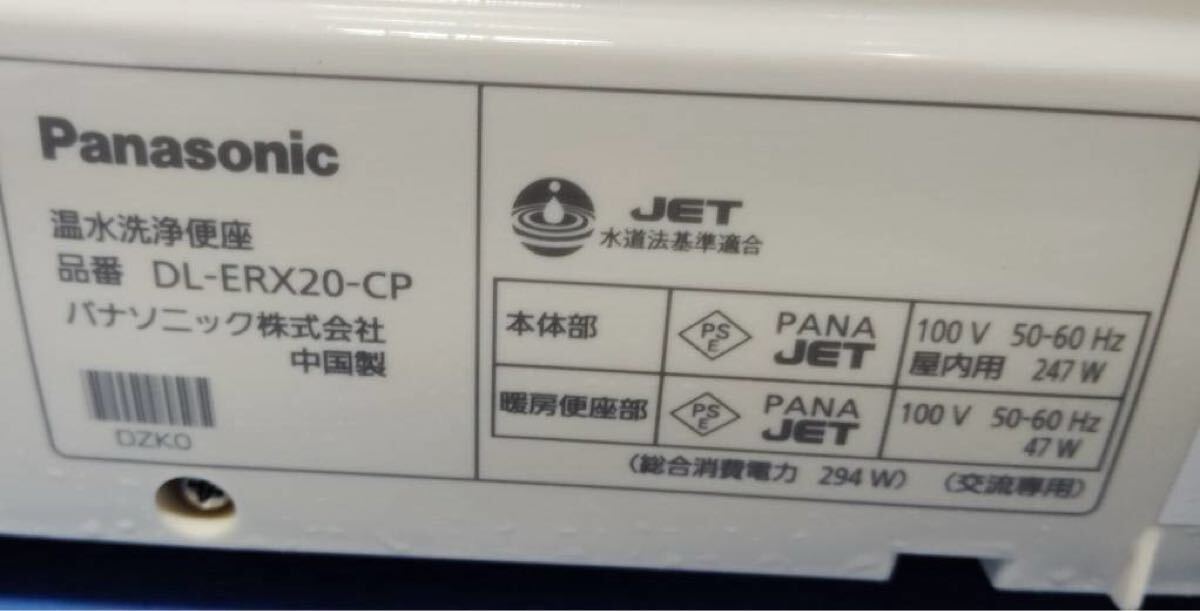 Panasonic
温水洗浄便座
品番 DL-ERX20-CP
パナソニック株式会社
中国製
DZK0
JET
水道法基準適合
本体部 PS E PANA JET 100 V 50-60 Hz
屋内用 247 W
暖房便座部 PS E PANA JET 100 V 50-60 Hz
47 W
(総合消費電力 294 W) (交流専用)